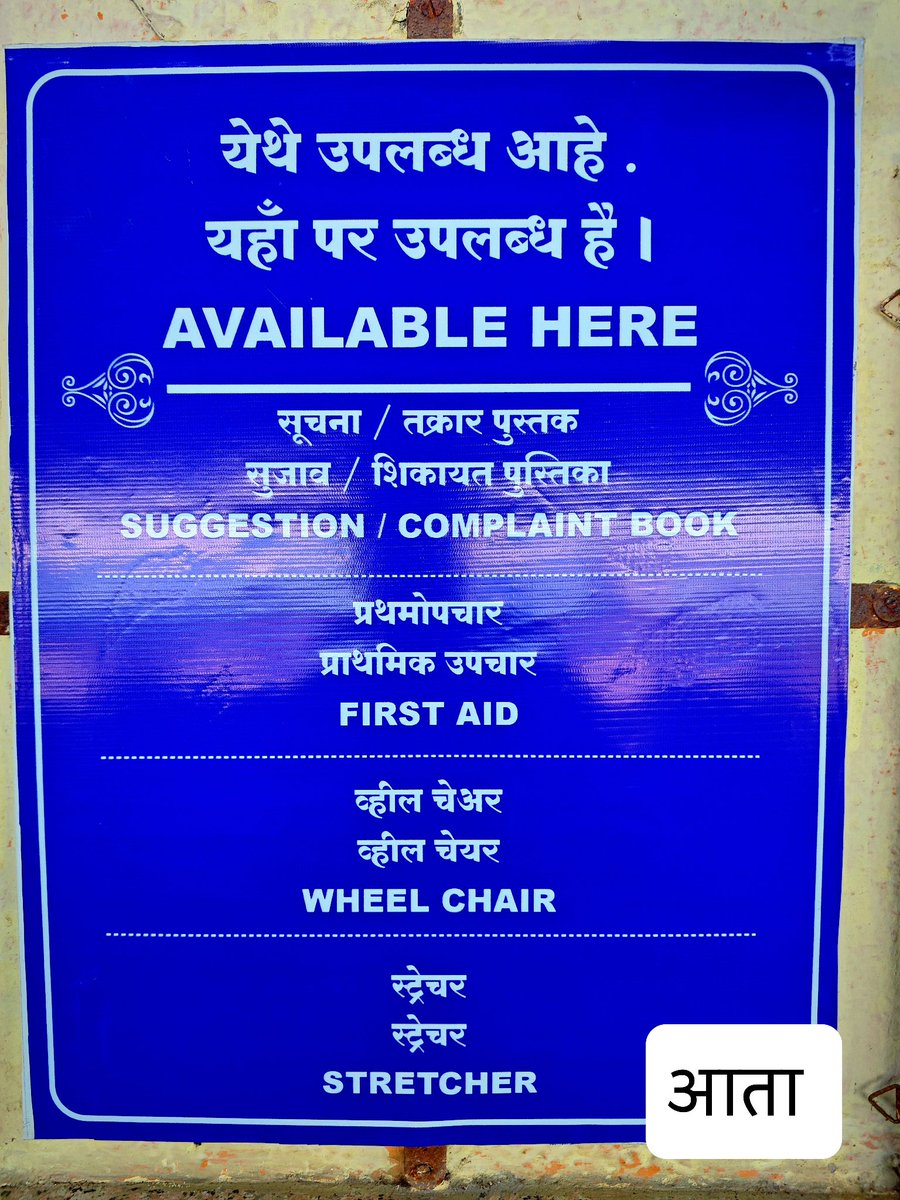 येथे उपलब्ध आहे .
यहाँ पर उपलब्ध है।
AVAILABLE HERE
सूचना / तक्रार पुस्तक
सुजाव / शिकायत पुस्तिका
SUGGESTION / COMPLAINT BOOK
प्रथमोपचार
प्राथमिक उपचार
FIRST AID
व्हील चेअर
व्हील चेयर
WHEEL CHAIR
स्ट्रेचर
स्ट्रेचर
STRETCHER
आता